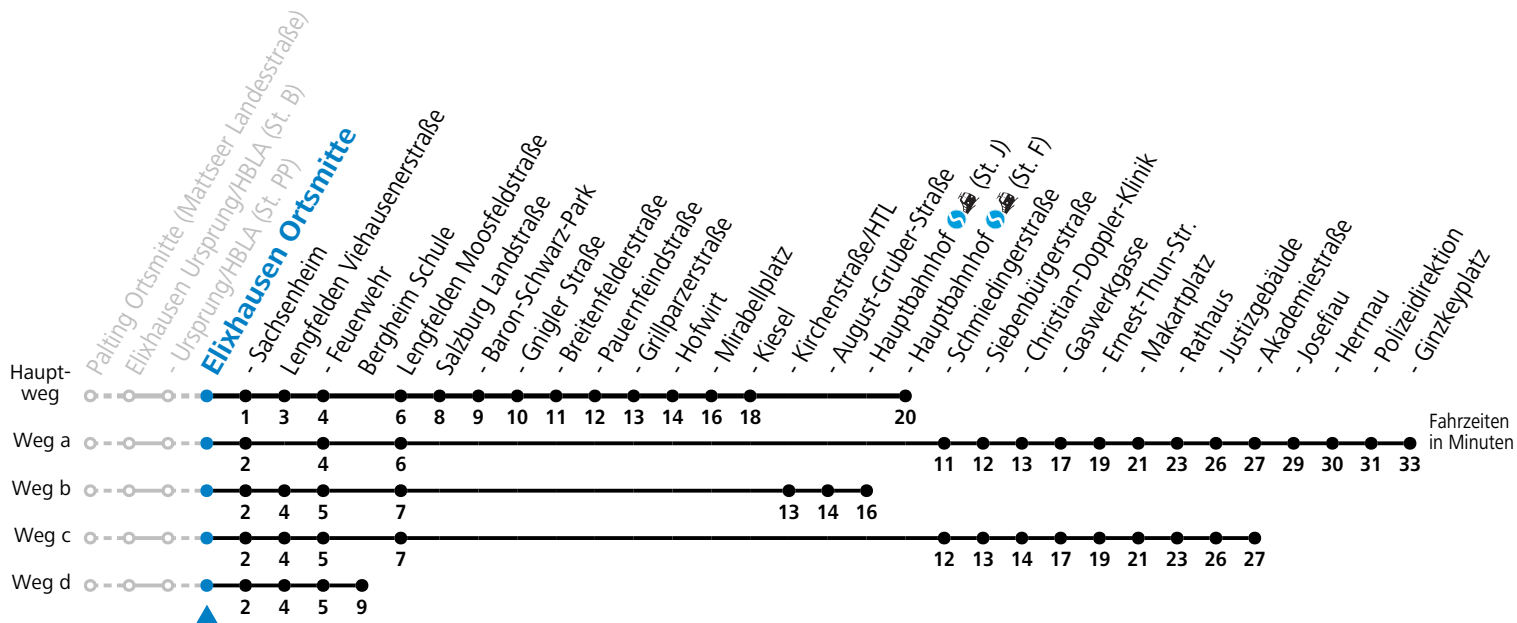 Palting Ortsmitte (Mattseer Landesstraße)
Elixhausen Ursprung/HBLA (St. B)
- Ursprung/HBLA (St. PP)
Elixhausen Ortsmitte
- Sachsenheim
Lengfelden Viehausenerstraße
- Feuerwehr
Bergheim Schule
Lengfelden Moosfeldstraße
Salzburg Landstraße
- Baron-Schwarz-Park
- Gnigler Straße
- Breitenfelderstraße
- Pauernfeindstraße
- Grillparzerstraße
- Hofwirt
- Mirabellplatz
- Kiesel
- Kirchenstraße/HTL
- August-Gruber-Straße
- Hauptbahnhof (St. J)
- Hauptbahnhof (St. F)
- Schmiedingerstraße
- Siebenbürgerstraße
- Christian-Doppler-Klinik
- Gaswerkgasse
- Ernest-Thun-Str.
- Makartplatz
- Rathaus
- Justizgebäude
- Akademiestraße
- Josefiau
- Herrnau
- Polizeidirektion
- Ginzkeyplatz
Haupt-
weg
1 3 4 6 8 9 10 11 12 13 14 16 18 20
Weg a
2 4 6 11 12 13 17 19 21 23 26 27 29 30 31 33
Fahrzeiten
in Minuten
Weg b
2 4 5 7 13 14 16
Weg c
2 4 5 7 12 13 14 17 19 21 23 26 27
Weg d
2 4 5 9